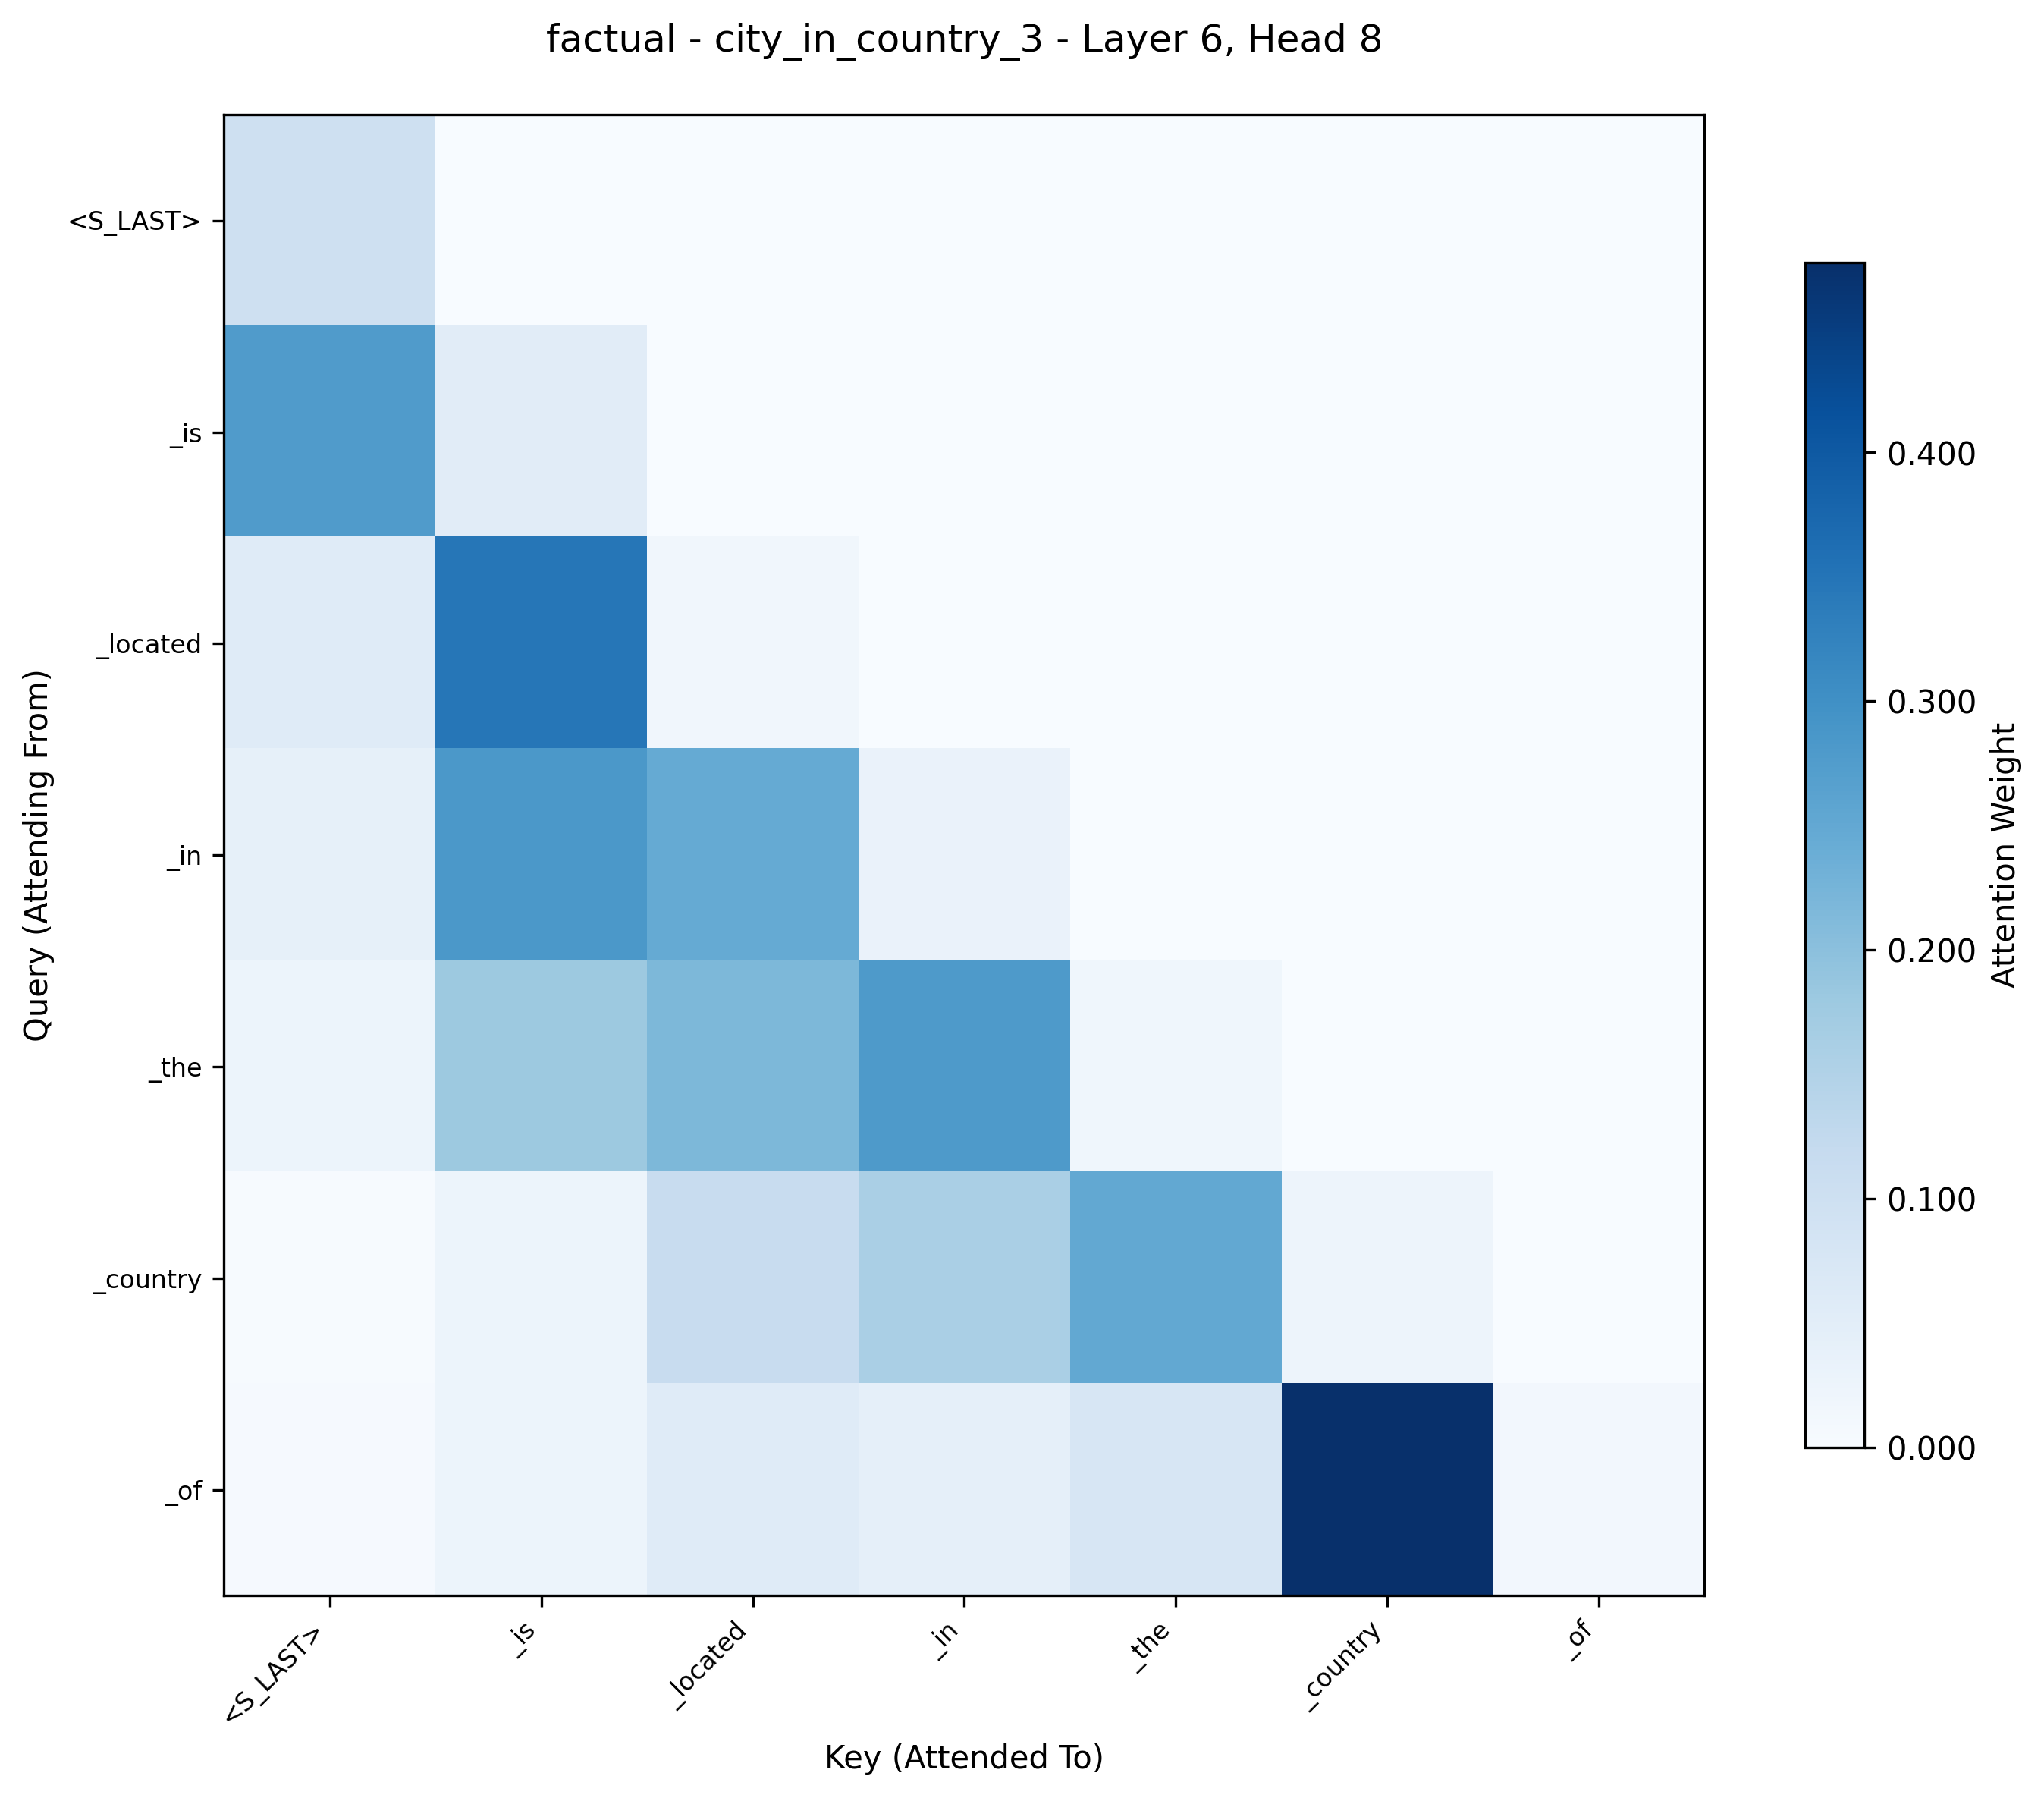 factual - city_in_country_3 - Layer 6, Head 8
Query (Attending From)
<S_LAST>
_is
_located
_in
_the
_country
_of
<S_LAST>
_is
_located
_in
_the
_country
_of
Key (Attended To)
0.400
0.300
0.200
0.100
0.000
Attention Weight